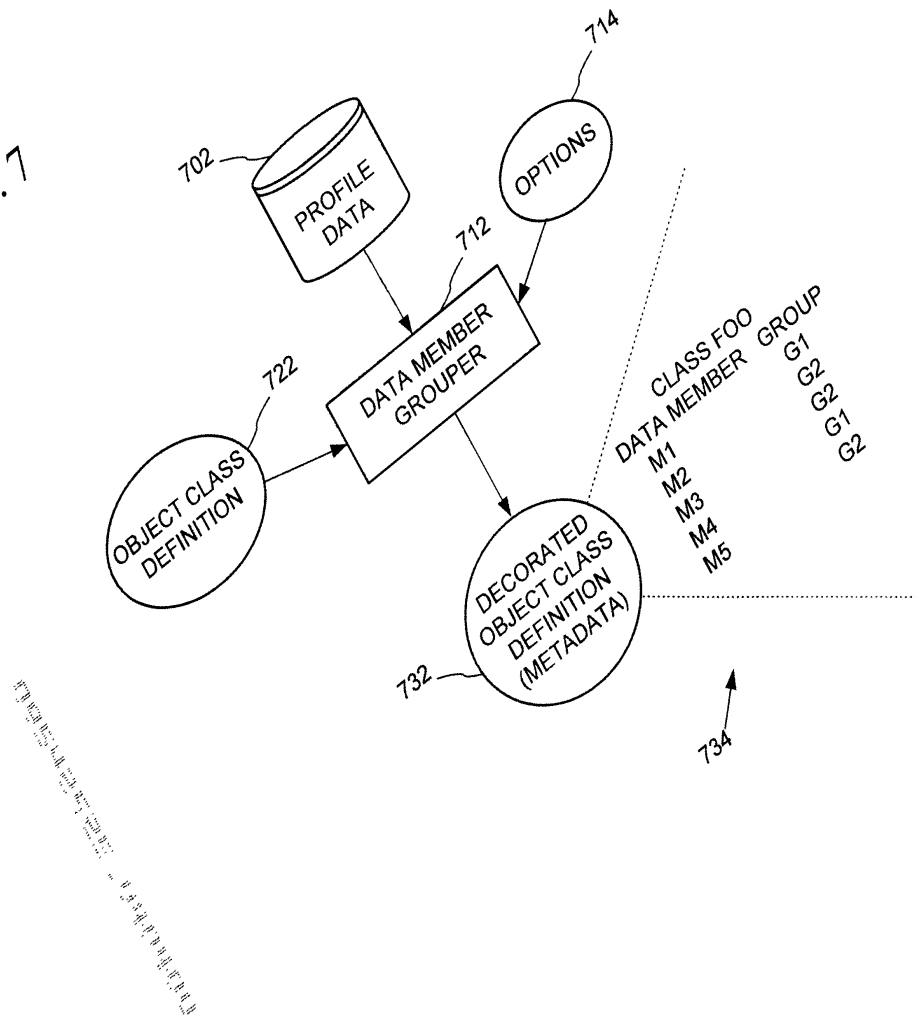 . 7
714
702
OPTIONS
PROFILE
DATA
712
DATA MEMBER
GROUPER
722
OBJECT CLASS
DEFINITION
CLASS FOO
DATA MEMBER GROUP
M1 G1
M2 G2
M3 G2
M4 G1
M5 G2
DECORATED
OBJECT CLASS
DEFINITION
(METADATA)
732
734